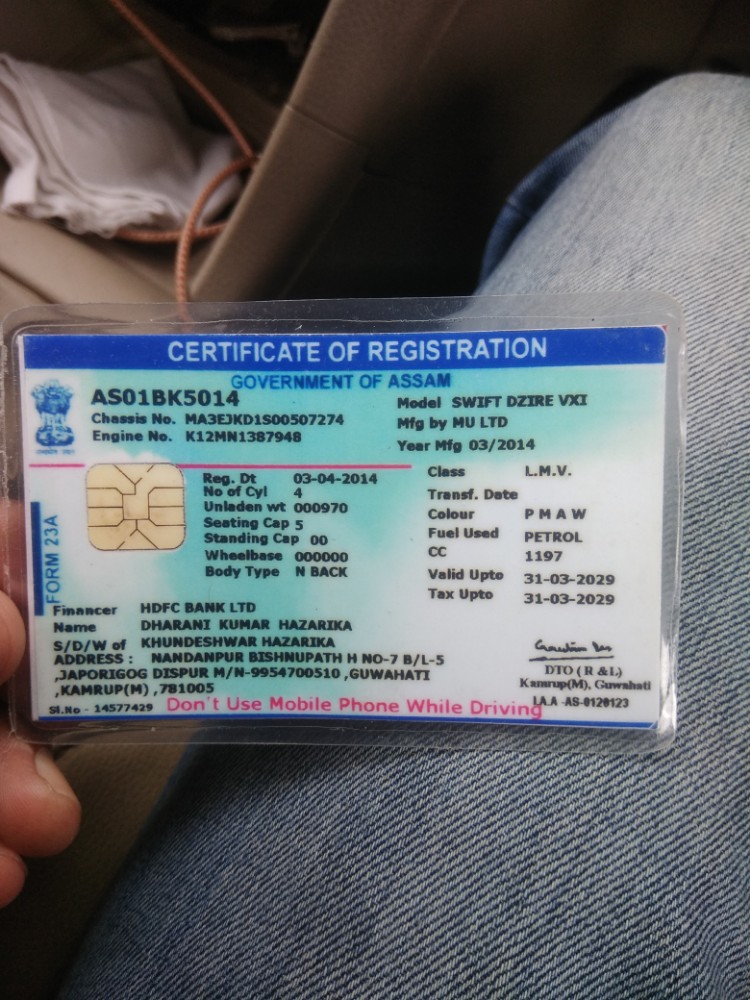 CERTIFICATE OF REGISTRATION
GOVERNMENT OF ASSAM
AS01BK5014
Chassis No. MA3EJKD1S00507274
Engine No. K12MN1387948
Model SWIFT DZIRE VXI
Mfg by MU LTD
Year Mfg 03/2014
FORM 23A
Reg. Dt 03-04-2014
No of Cyl 4
Unladen wt 000970
Seating Cap 5
Standing Cap 00
Wheelbase 000000
Body Type N BACK
Class L.M.V.
Transf. Date
Colour P M A W
Fuel Used PETROL
CC 1197
Valid Upto 31-03-2029
Tax Upto 31-03-2029
Financer HDFC BANK LTD
Name DHARANI KUMAR HAZARIKA
S/D/W of KHUNDESHWAR HAZARIKA
ADDRESS : NANDANPUR BISHNUPATH H NO-7 B/L-5
,JAPORIGOG DISPUR M/N-9954700510 ,GUWAHATI
,KAMRUP(M) ,781005
DTO ( R &L)
Kamrup(M), Guwahati
I.A.A -AS-0120123
Sl.No - 14577429 Don't Use Mobile Phone While Driving